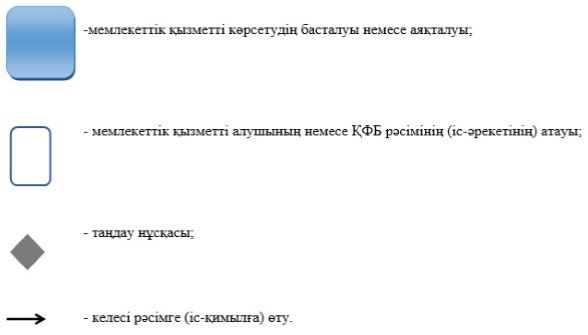 -мемлекеттік қызметті көрсетудің басталуы немесе аяқталуы;
- мемлекеттік қызметті алушының немесе ҚФБ рәсімінің (іс-әрекетінің) атауы;
- таңдау нұсқасы;
- келесі рәсімге (іс-қимылға) өту.